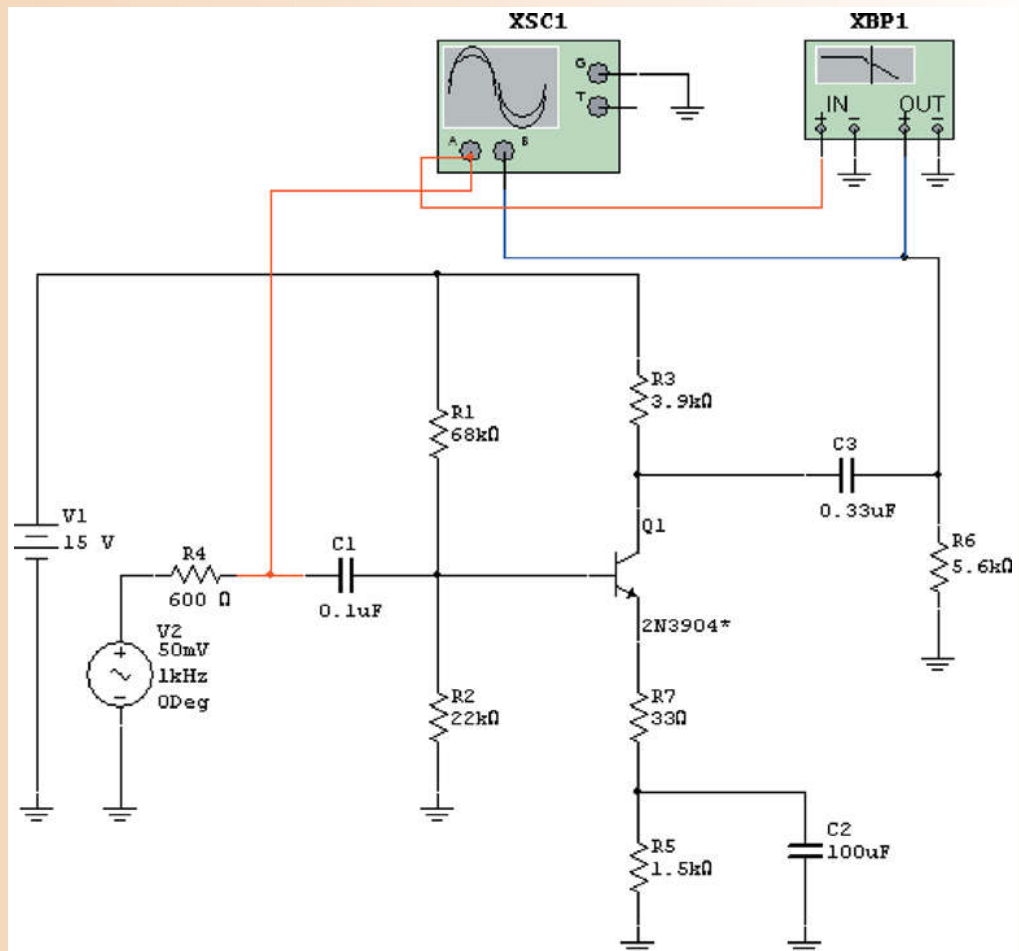 XSC1
XBP1
G
T
A
B
IN
OUT
+
-
+
-
R3
3.9kΩ
R1
68kΩ
C3
0.33uF
Q1
V1
15 V
R4
600 Ω
C1
0.1uF
R6
5.6kΩ
2N3904*
V2
50mV
1kHz
0Deg
R2
22kΩ
R7
33Ω
C2
100uF
R5
1.5kΩ